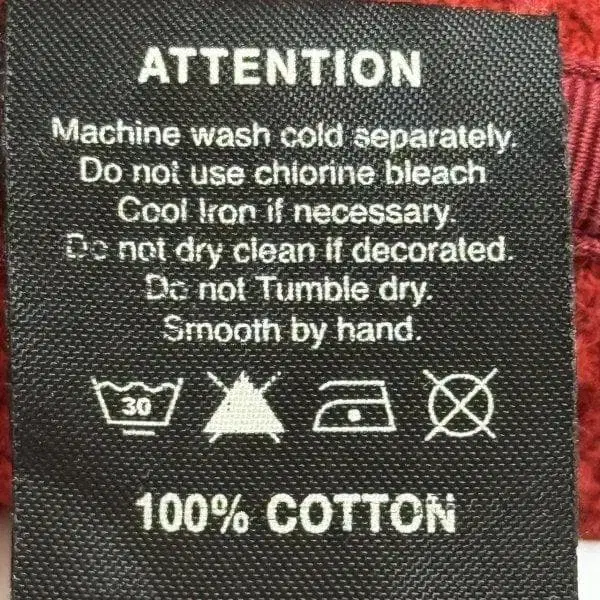 ATTENTION
Machine wash cold separately.
Do not use chlorine bleach
Cool Iron if necessary.
Do not dry clean if decorated.
Do not Tumble dry.
Smooth by hand.
30
100% COTTON